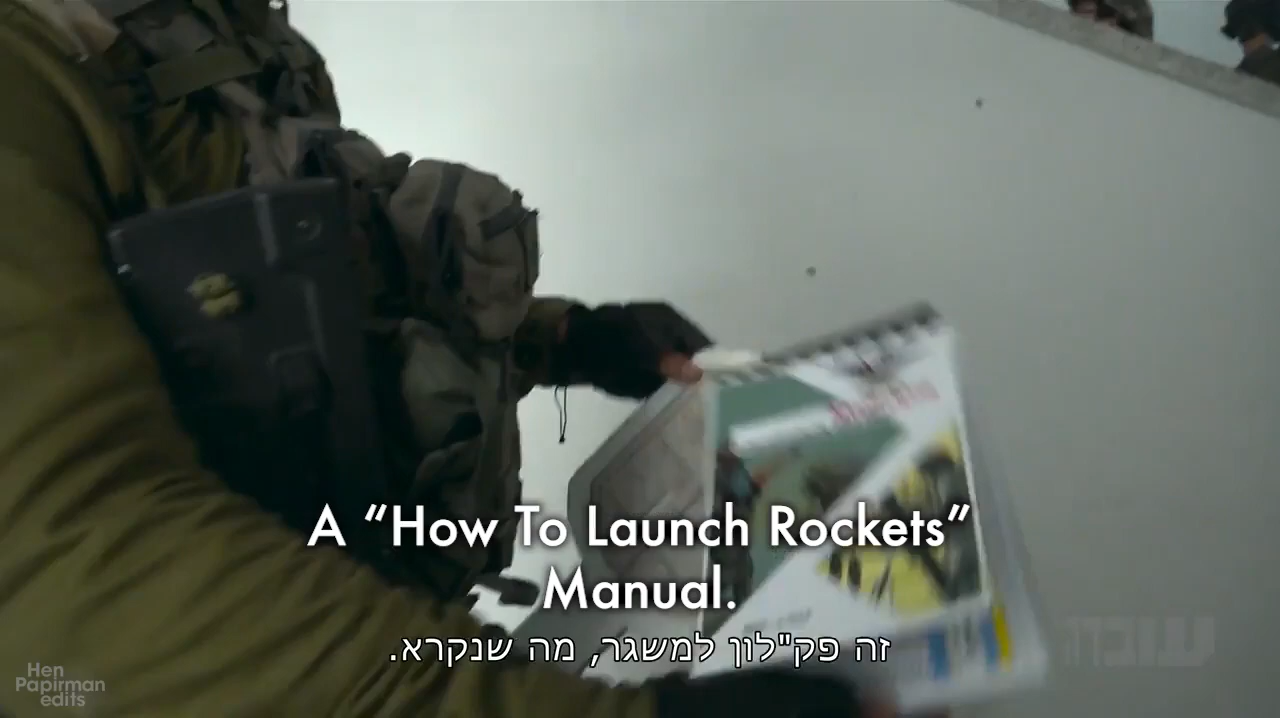 A “How To Launch Rockets”
Manual.
זה פק"לון למשגר, מה שנקרא.
Hen
Papirman
edits